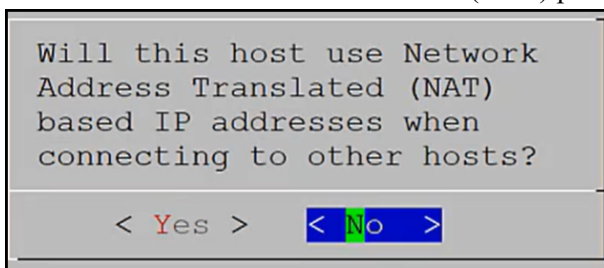 Will this host use Network
Address Translated (NAT)
based IP addresses when
connecting to other hosts?
< Yes > < No >